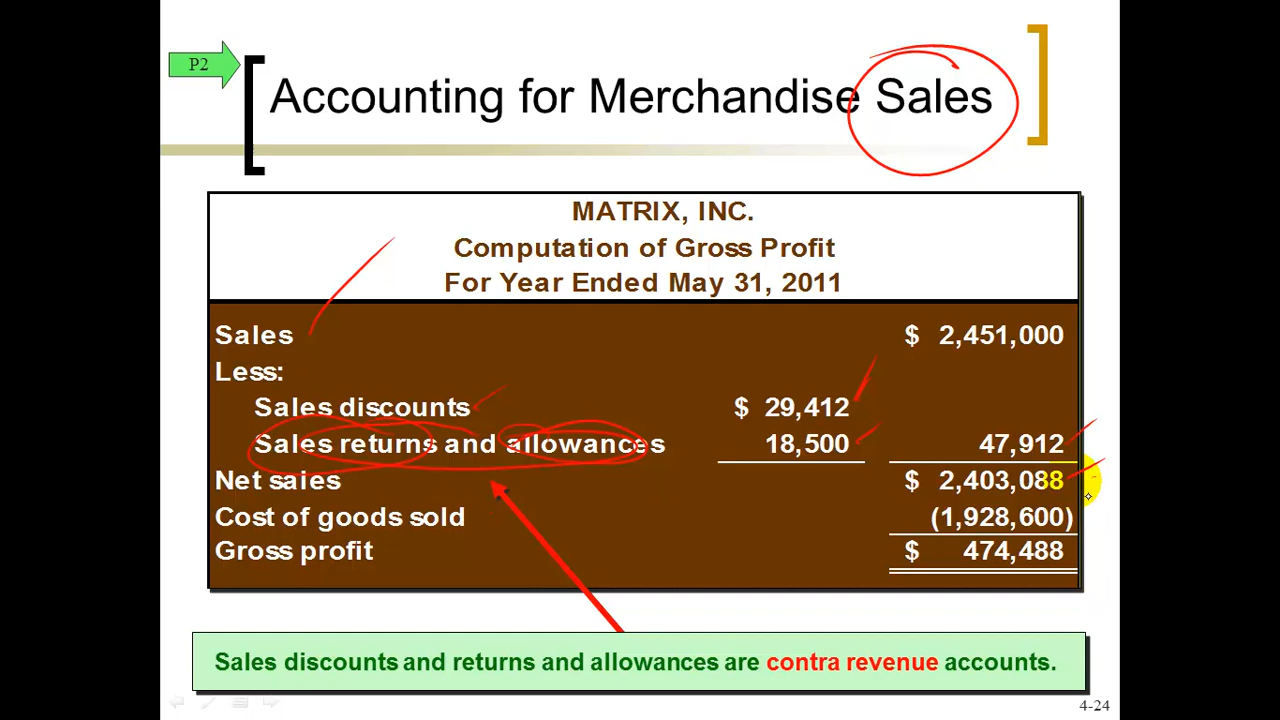 P2
Accounting for Merchandise Sales
MATRIX, INC.
Computation of Gross Profit
For Year Ended May 31, 2011
Sales $ 2,451,000
Less:
Sales discounts $ 29,412
Sales returns and allowances 18,500 47,912
Net sales $ 2,403,088
Cost of goods sold (1,928,600)
Gross profit $ 474,488
Sales discounts and returns and allowances are contra revenue accounts.
4-24